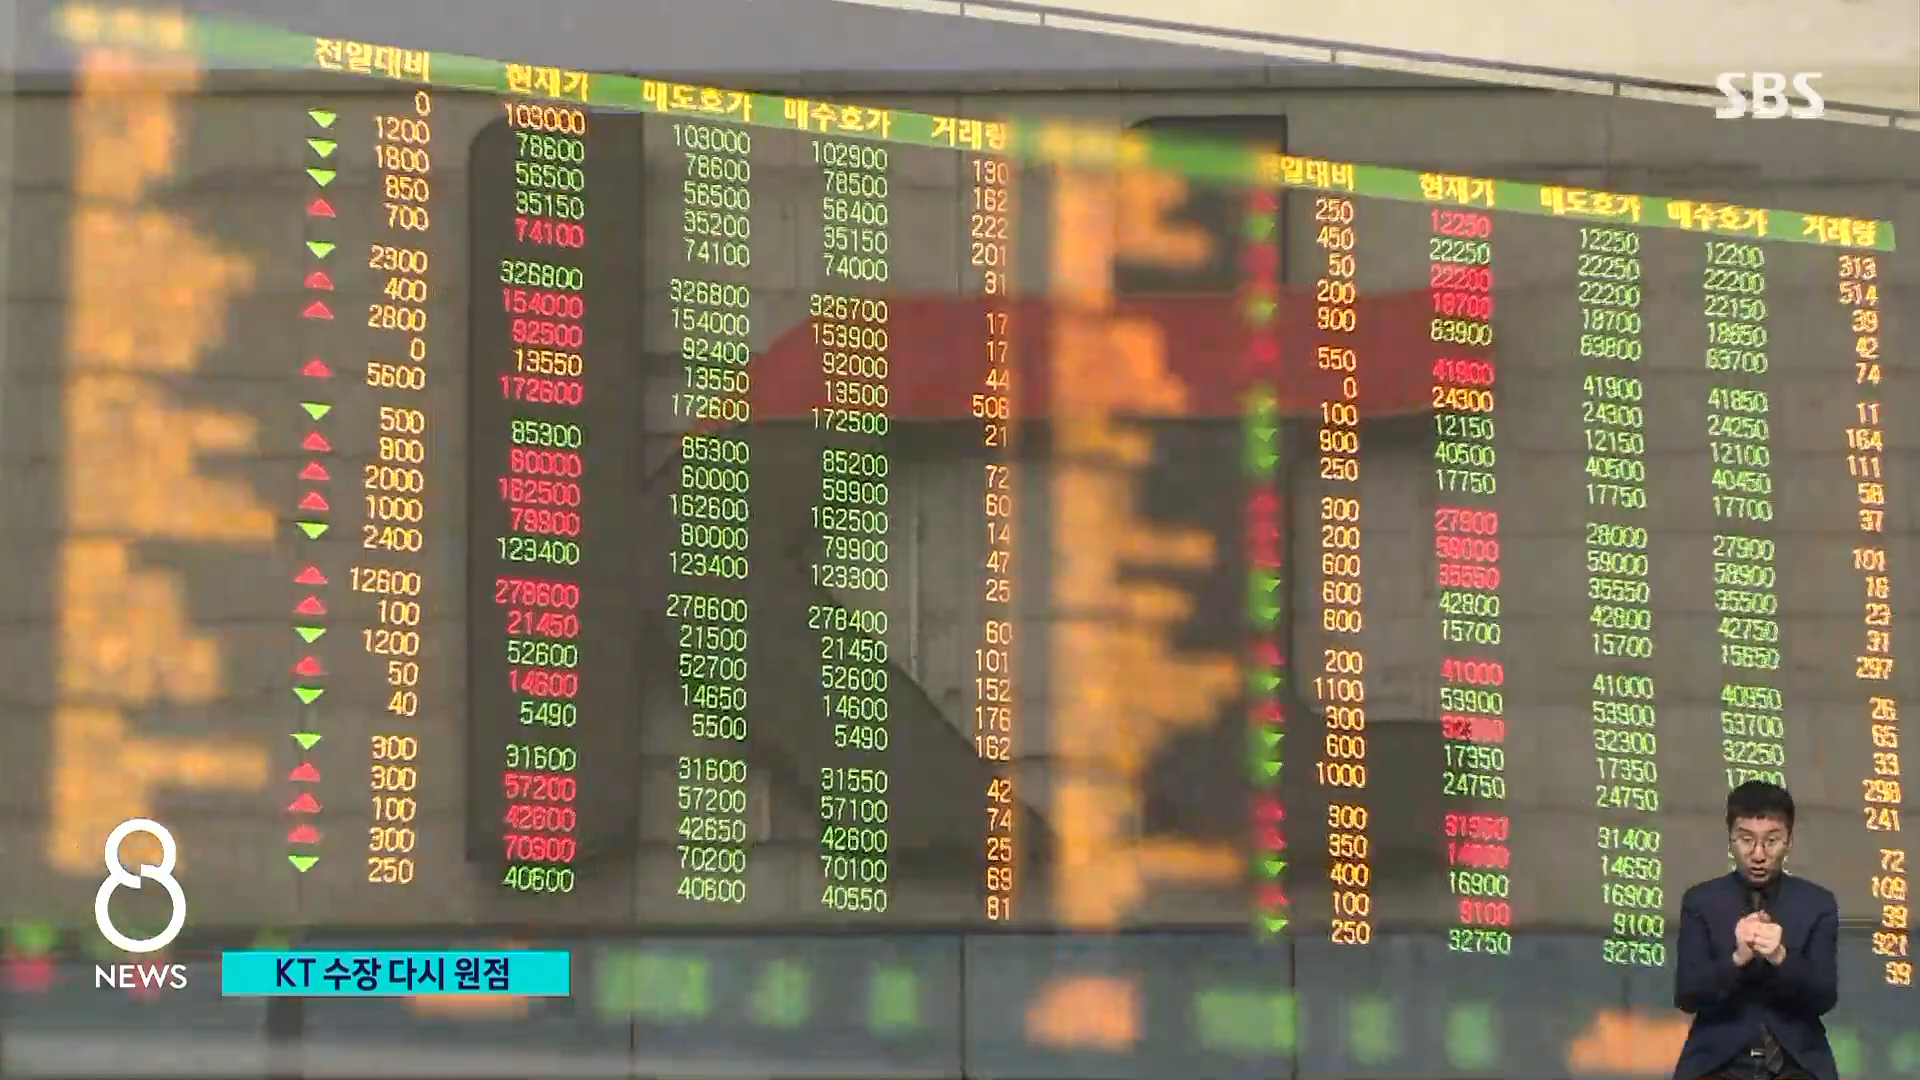 SBS
전일대비 현재가 매도호가 매수호가 거래량
0 103000 103000 102900 130
1200 78600 78600 78500 162
1800 56500 56500 56400 222
850 35150 35200 35150 201
700 74100 74100 74000 31
2300 326800 326800 326700 17
400 154000 154000 153900 17
2800 92500 92400 92000 44
0 13550 13550 13500 506
5600 172600 172600 172500 21
500 85300 85300 85200 72
800 60000 60000 59900 60
2000 162500 162600 162500 14
1000 79900 80000 79900 47
2400 123400 123400 123300 25
12600 278600 278600 278400 60
100 21450 21500 21450 101
1200 52600 52700 52600 152
50 14600 14650 14600 176
40 5490 5500 5490 162
300 31600 31600 31550 42
300 57200 57200 57100 74
100 42600 42650 42600 25
300 70300 70200 70100 69
250 40600 40600 40550 81
전일대비 현재가 매도호가 매수호가 거래량
250 12250 12250 12200 313
450 22250 22250 22200 514
50 22200 22200 22150 39
200 18700 18700 18650 42
900 63900 63800 63700 74
550 41900 41900 41850 11
0 24300 24300 24250 164
100 12150 12150 12100 111
900 40500 40500 40450 58
250 17750 17750 17700 37
300 27900 28000 27900 101
200 59000 59000 58900 16
600 35550 35550 35500 23
600 42800 42800 42750 31
800 15700 15700 15650 297
200 41000 41000 40950 26
1100 53900 53900 53700 65
300 32300 32250 33
600 17350 17350 17300 298
1000 24750 24750 241
300 31350 31400 72
350 14650 109
400 16900 16900 39
100 9100 9100 321
250 32750 32750 39
8
NEWS
KT 수장 다시 원점